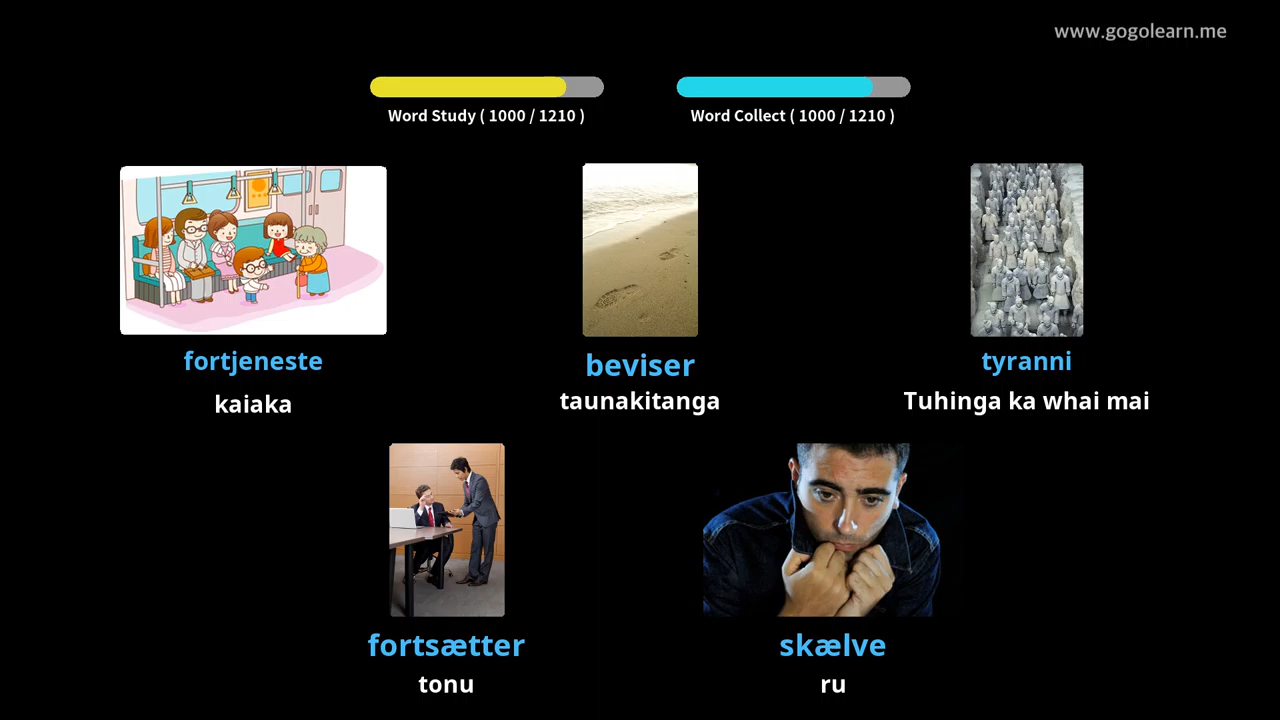 www.gogolearn.me
Word Study ( 1000 / 1210 )
Word Collect ( 1000 / 1210 )
fortjeneste
kaiaka
beviser
taunakitanga
tyranni
Tuhinga ka whai mai
fortsætter
tonu
skælve
ru